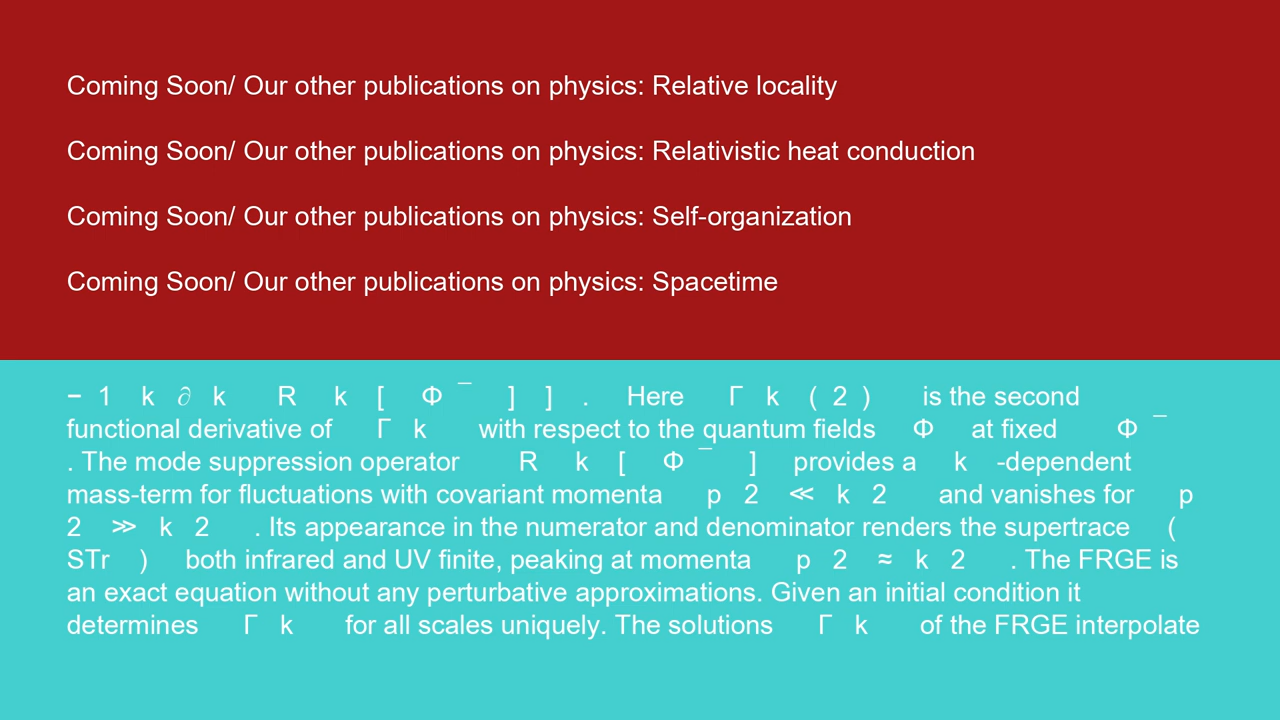 Coming Soon/ Our other publications on physics: Relative locality
Coming Soon/ Our other publications on physics: Relativistic heat conduction
Coming Soon/ Our other publications on physics: Self-organization
Coming Soon/ Our other publications on physics: Spacetime
− 1 k ∂ k R k [ Φ ¯ ] ] . Here Γ k ( 2 ) is the second
functional derivative of Γ k with respect to the quantum fields Φ at fixed Φ ¯
. The mode suppression operator R k [ Φ ¯ ] provides a k -dependent
mass-term for fluctuations with covariant momenta p 2 ≪ k 2 and vanishes for p
2 ≫ k 2 . Its appearance in the numerator and denominator renders the supertrace (
STr ) both infrared and UV finite, peaking at momenta p 2 ≈ k 2 . The FRGE is
an exact equation without any perturbative approximations. Given an initial condition it
determines Γ k for all scales uniquely. The solutions Γ k of the FRGE interpolate